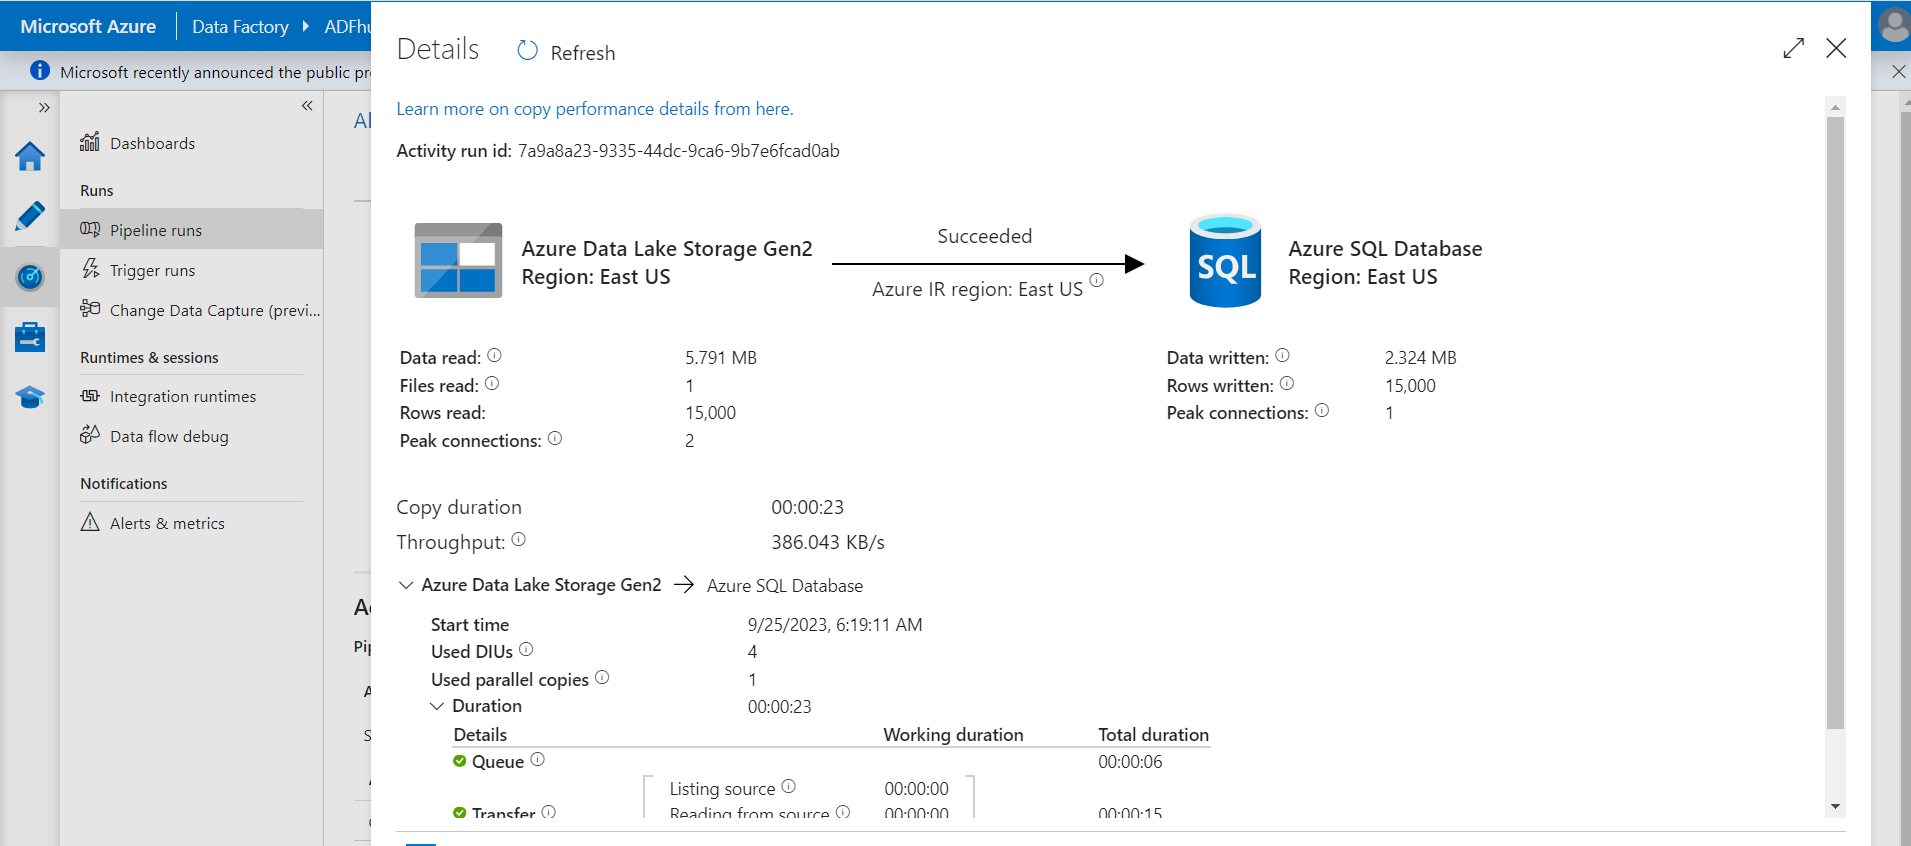 Microsoft Azure
Data Factory
ADFhu
Microsoft recently announced the public pr
Dashboards
Runs
Pipeline runs
Trigger runs
Change Data Capture (previ...
Runtimes & sessions
Integration runtimes
Data flow debug
Notifications
Alerts & metrics
Al
Pip
Details
Refresh
Learn more on copy performance details from here.
Activity run id: 7a9a8a23-9335-44dc-9ca6-9b7e6fcad0ab
Azure Data Lake Storage Gen2
Region: East US
Succeeded
Azure IR region: East US
SQL
Azure SQL Database
Region: East US
Data read: 5.791 MB
Files read: 1
Rows read: 15,000
Peak connections: 2
Data written: 2.324 MB
Rows written: 15,000
Peak connections: 1
Copy duration 00:00:23
Throughput: 386.043 KB/s
Azure Data Lake Storage Gen2 → Azure SQL Database
Start time 9/25/2023, 6:19:11 AM
Used DIUs 4
Used parallel copies 1
Duration 00:00:23
Details Working duration Total duration
Queue 00:00:06
Listing source 00:00:00
Transfer Reading from source 00:00:00 00:00:15